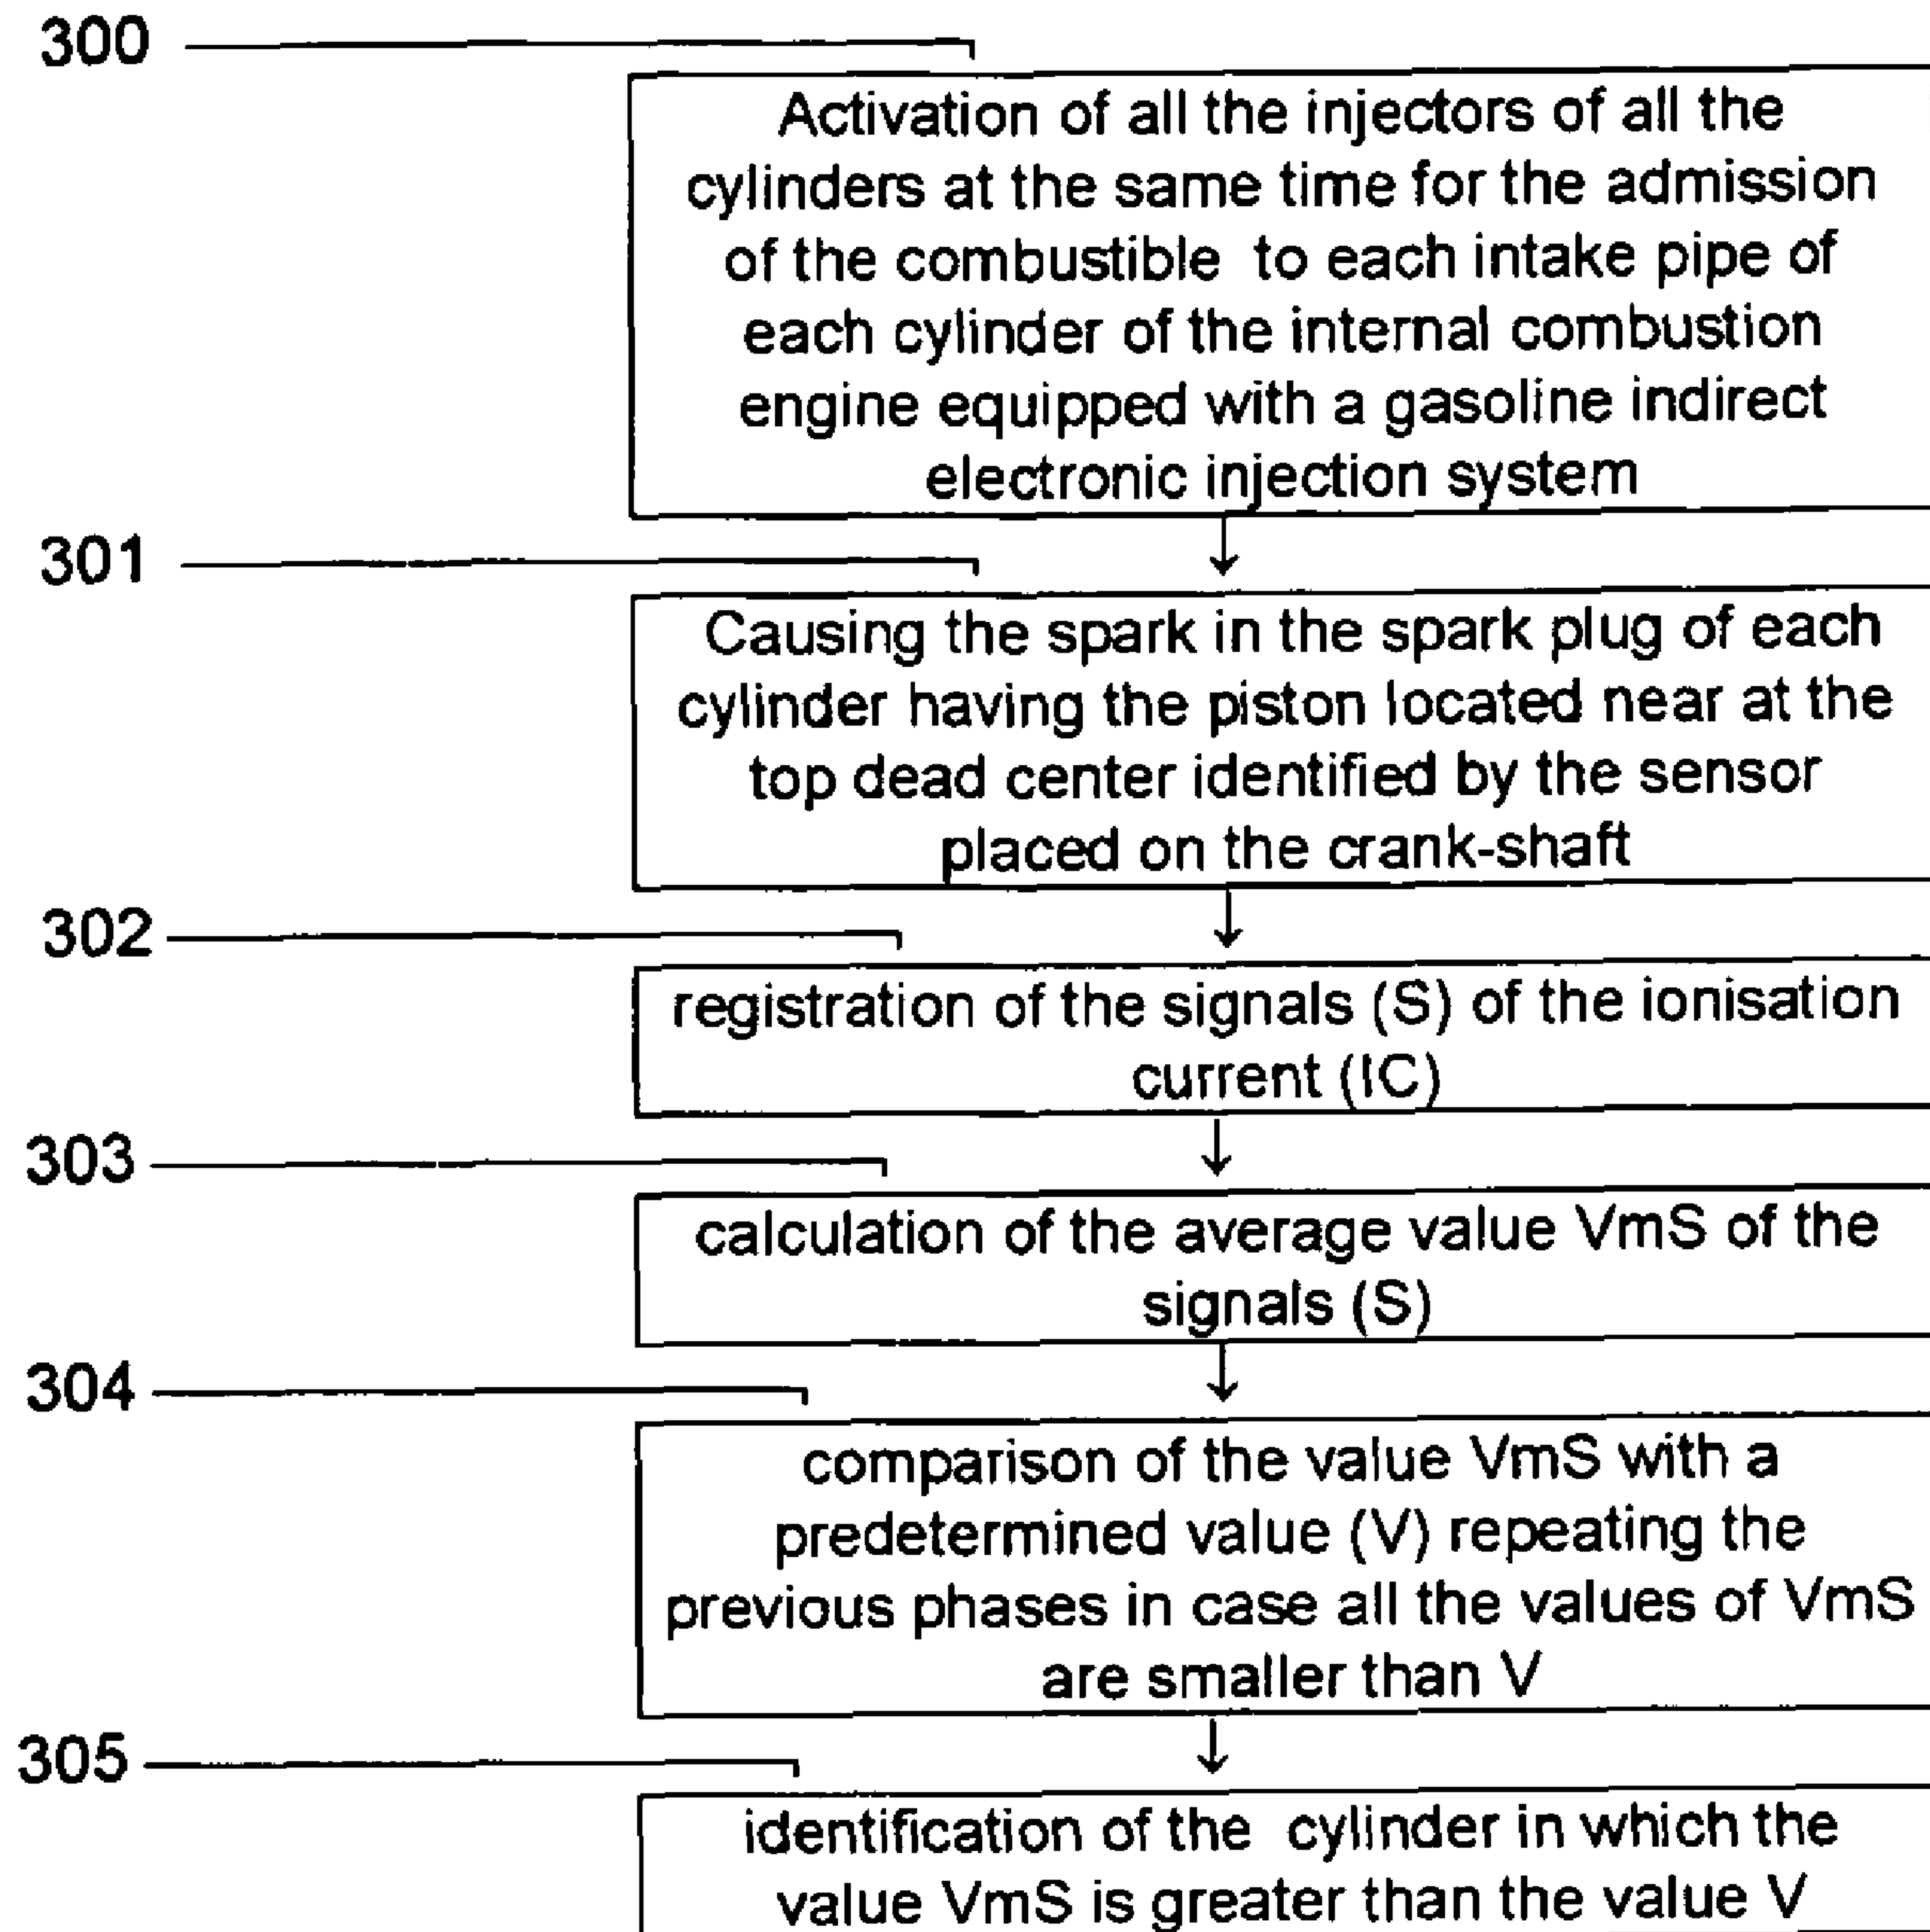 300
Activation of all the injectors of all the
cylinders at the same time for the admission
of the combustible to each intake pipe of
each cylinder of the internal combustion
engine equipped with a gasoline indirect
electronic injection system
301
Causing the spark in the spark plug of each
cylinder having the piston located near at the
top dead center identified by the sensor
placed on the crank-shaft
302
registration of the signals (S) of the ionisation
current (IC)
303
calculation of the average value VmS of the
signals (S)
304
comparison of the value VmS with a
predetermined value (V) repeating the
previous phases in case all the values of VmS
are smaller than V
305
identification of the cylinder in which the
value VmS is greater than the value V